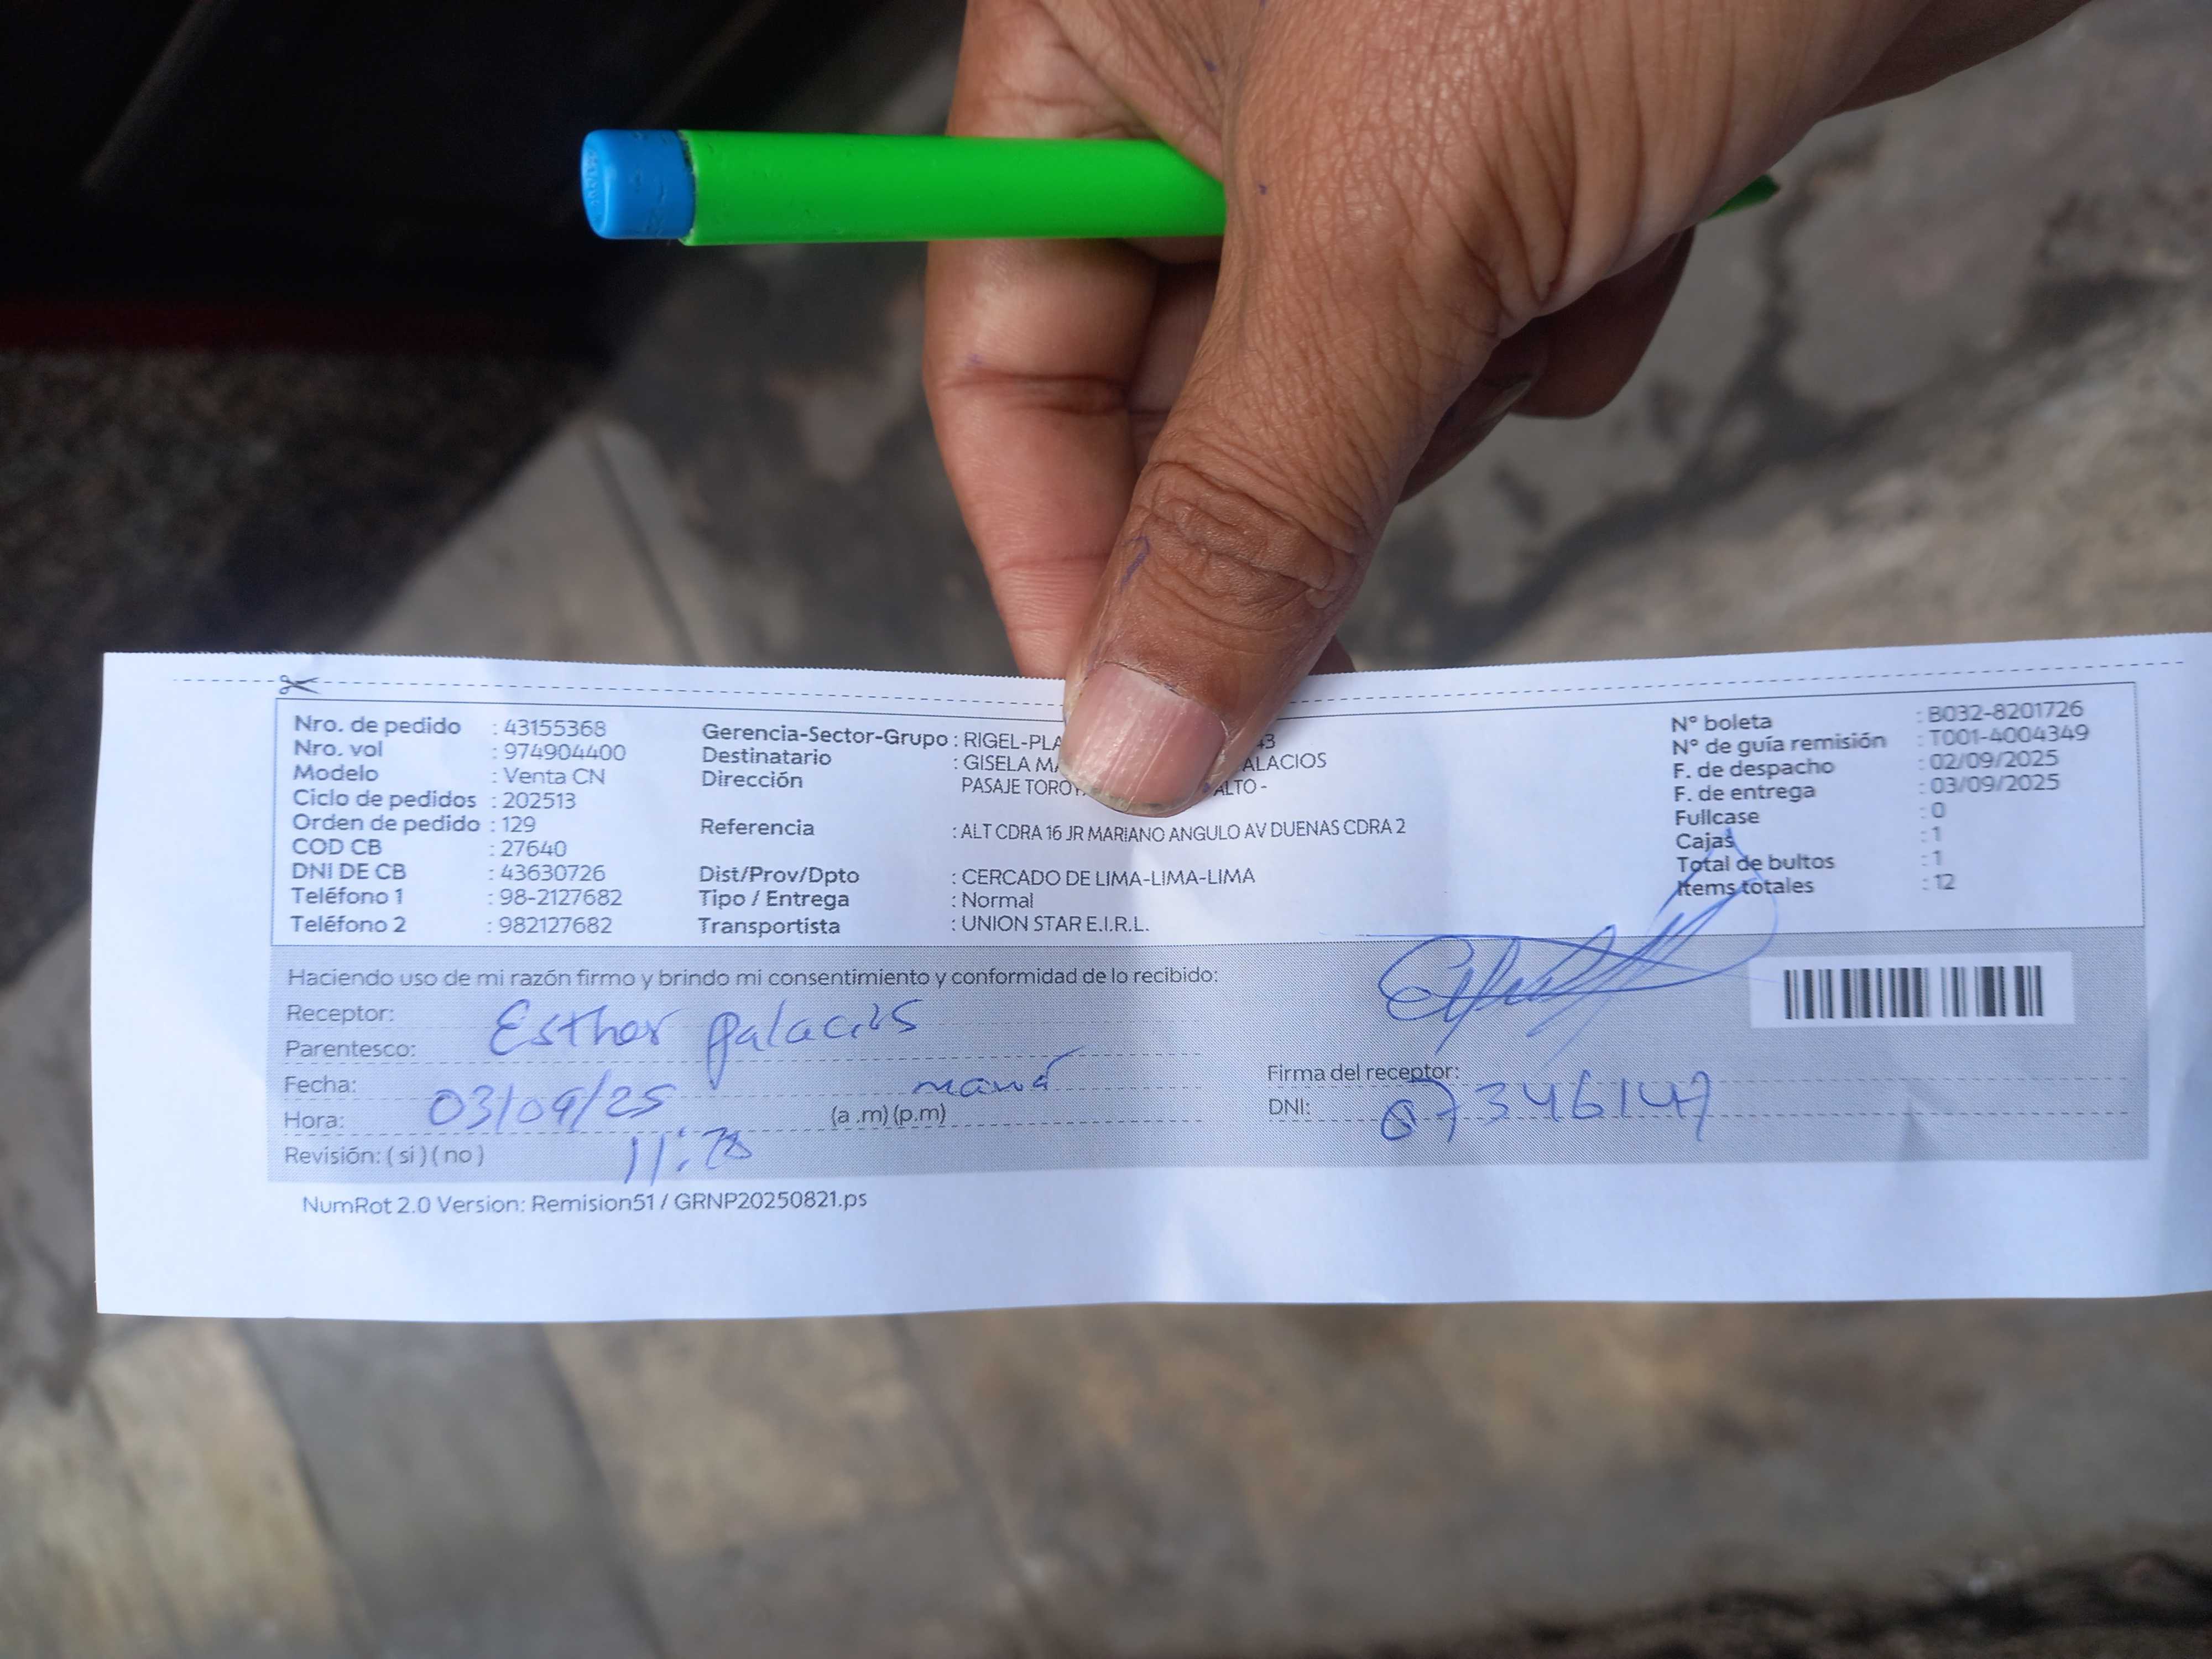 Nro. de pedido : 43155368
Nro. vol : 974904400
Modelo : Venta CN
Ciclo de pedidos : 202513
Orden de pedido : 129
COD CB : 27640
DNI DE CB : 43630726
Teléfono 1 : 98-2127682
Teléfono 2 : 982127682
Gerencia-Sector-Grupo : RIGEL-PLA 43
Destinatario : GISELA MA ALACIOS
Dirección PASAJE TORO ALTO -
Referencia : ALT CDRA 16 JR MARIANO ANGULO AV DUENAS CDRA 2
Dist/Prov/Dpto : CERCADO DE LIMA-LIMA-LIMA
Tipo / Entrega : Normal
Transportista : UNION STAR E.I.R.L.
N° boleta : B032-8201726
N° de guía remisión : T001-4004349
F. de despacho : 02/09/2025
F. de entrega : 03/09/2025
Fullcase : 0
Cajas : 1
Total de bultos : 1
Items totales : 12
Haciendo uso de mi razón firmo y brindo mi consentimiento y conformidad de lo recibido:
Receptor: Esther palacios
Parentesco: mamá
Fecha: 03/09/25
Hora: (a .m) (p.m)
Revisión: ( si ) ( no )
Firma del receptor:
DNI: 07346147
NumRot 2.0 Version: Remision51 / GRNP20250821.ps